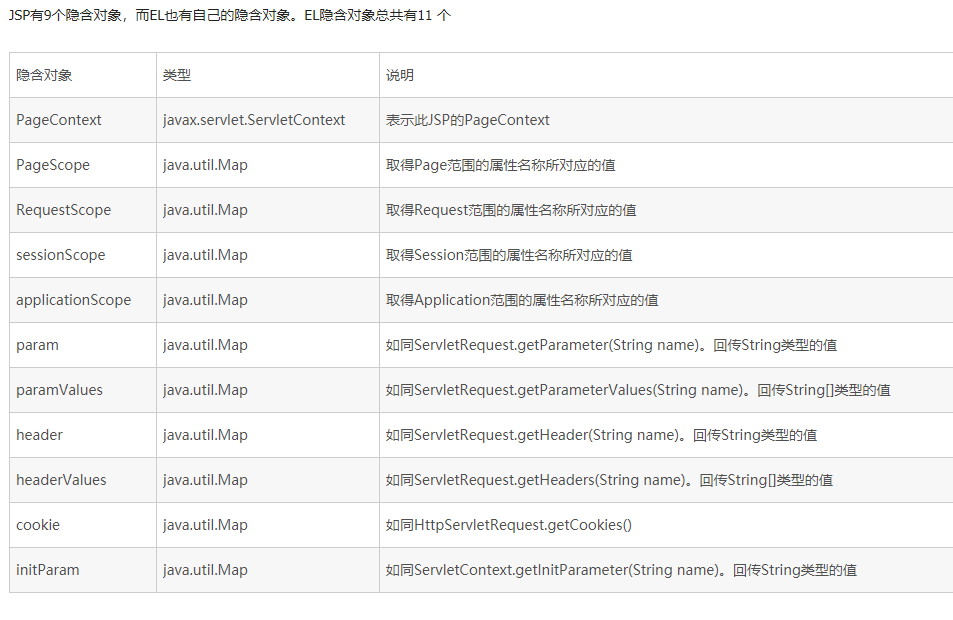 JSP有9个隐含对象，而EL也有自己的隐含对象。EL隐含对象总共有11 个
隐含对象 类型 说明
PageContext javax.servlet.ServletContext 表示此JSP的PageContext
PageScope java.util.Map 取得Page范围的属性名称所对应的值
RequestScope java.util.Map 取得Request范围的属性名称所对应的值
sessionScope java.util.Map 取得Session范围的属性名称所对应的值
applicationScope java.util.Map 取得Application范围的属性名称所对应的值
param java.util.Map 如同ServletRequest.getParameter(String name)。回传String类型的值
paramValues java.util.Map 如同ServletRequest.getParameterValues(String name)。回传String[]类型的值
header java.util.Map 如同ServletRequest.getHeader(String name)。回传String类型的值
headerValues java.util.Map 如同ServletRequest.getHeaders(String name)。回传String[]类型的值
cookie java.util.Map 如同HttpServletRequest.getCookies()
initParam java.util.Map 如同ServletContext.getInitParameter(String name)。回传String类型的值